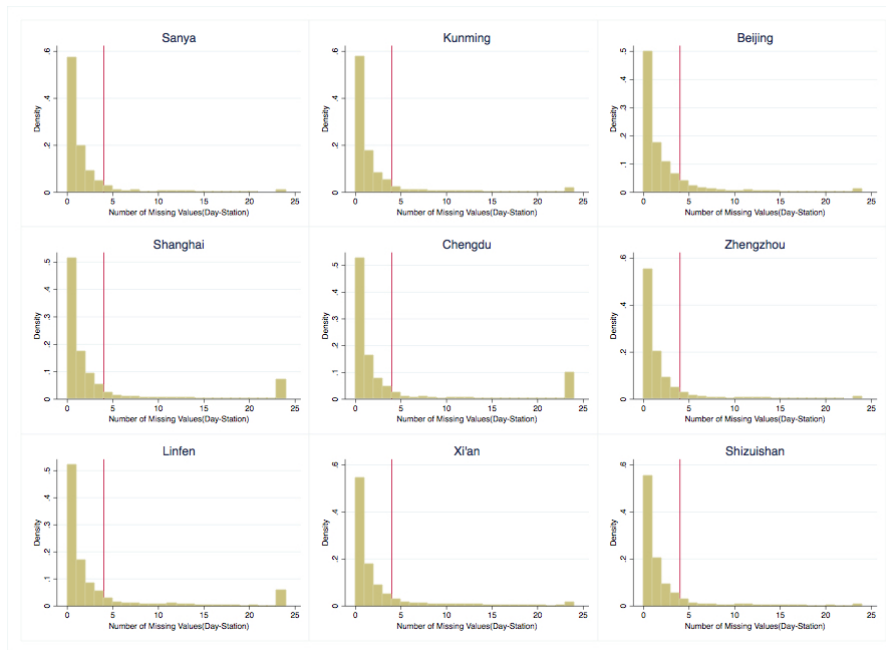 Sanya
Kunming
Beijing
Density
0 .2 .4 .6
0 5 10 15 20 25
Number of Missing Values(Day-Station)
Density
0 .2 .4 .6
0 5 10 15 20 25
Number of Missing Values(Day-Station)
Density
0 .1 .2 .3 .4 .5
0 5 10 15 20 25
Number of Missing Values(Day-Station)
Shanghai
Chengdu
Zhengzhou
Density
0 .1 .2 .3 .4 .5
0 5 10 15 20 25
Number of Missing Values(Day-Station)
Density
0 .1 .2 .3 .4 .5
0 5 10 15 20 25
Number of Missing Values(Day-Station)
Density
0 .2 .4 .6
0 5 10 15 20 25
Number of Missing Values(Day-Station)
Linfen
Xi'an
Shizuishan
Density
0 .1 .2 .3 .4 .5
0 5 10 15 20 25
Number of Missing Values(Day-Station)
Density
0 .2 .4 .6
0 5 10 15 20 25
Number of Missing Values(Day-Station)
Density
0 .2 .4 .6
0 5 10 15 20 25
Number of Missing Values(Day-Station)